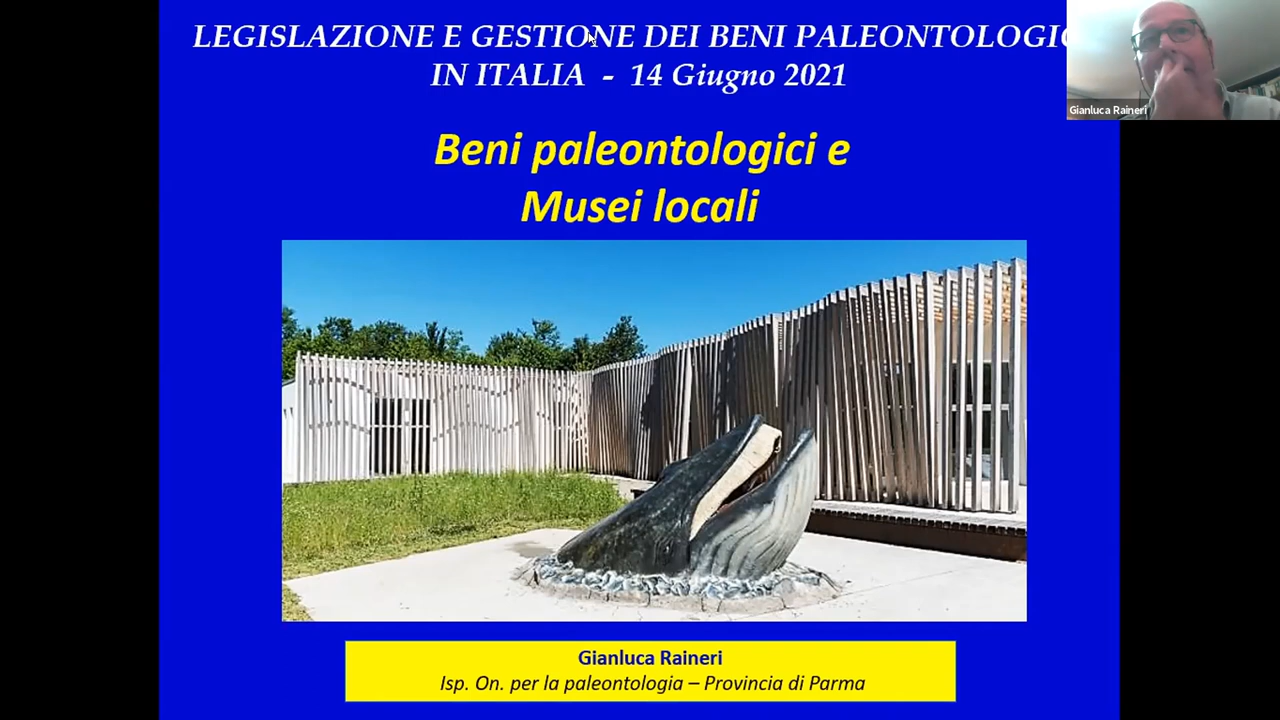 LEGISLAZIONE E GESTIONE DEI BENI PALEONTOLOGIC
IN ITALIA - 14 Giugno 2021
Gianluca Raineri
Beni paleontologici e
Musei locali
Gianluca Raineri
Isp. On. per la paleontologia – Provincia di Parma